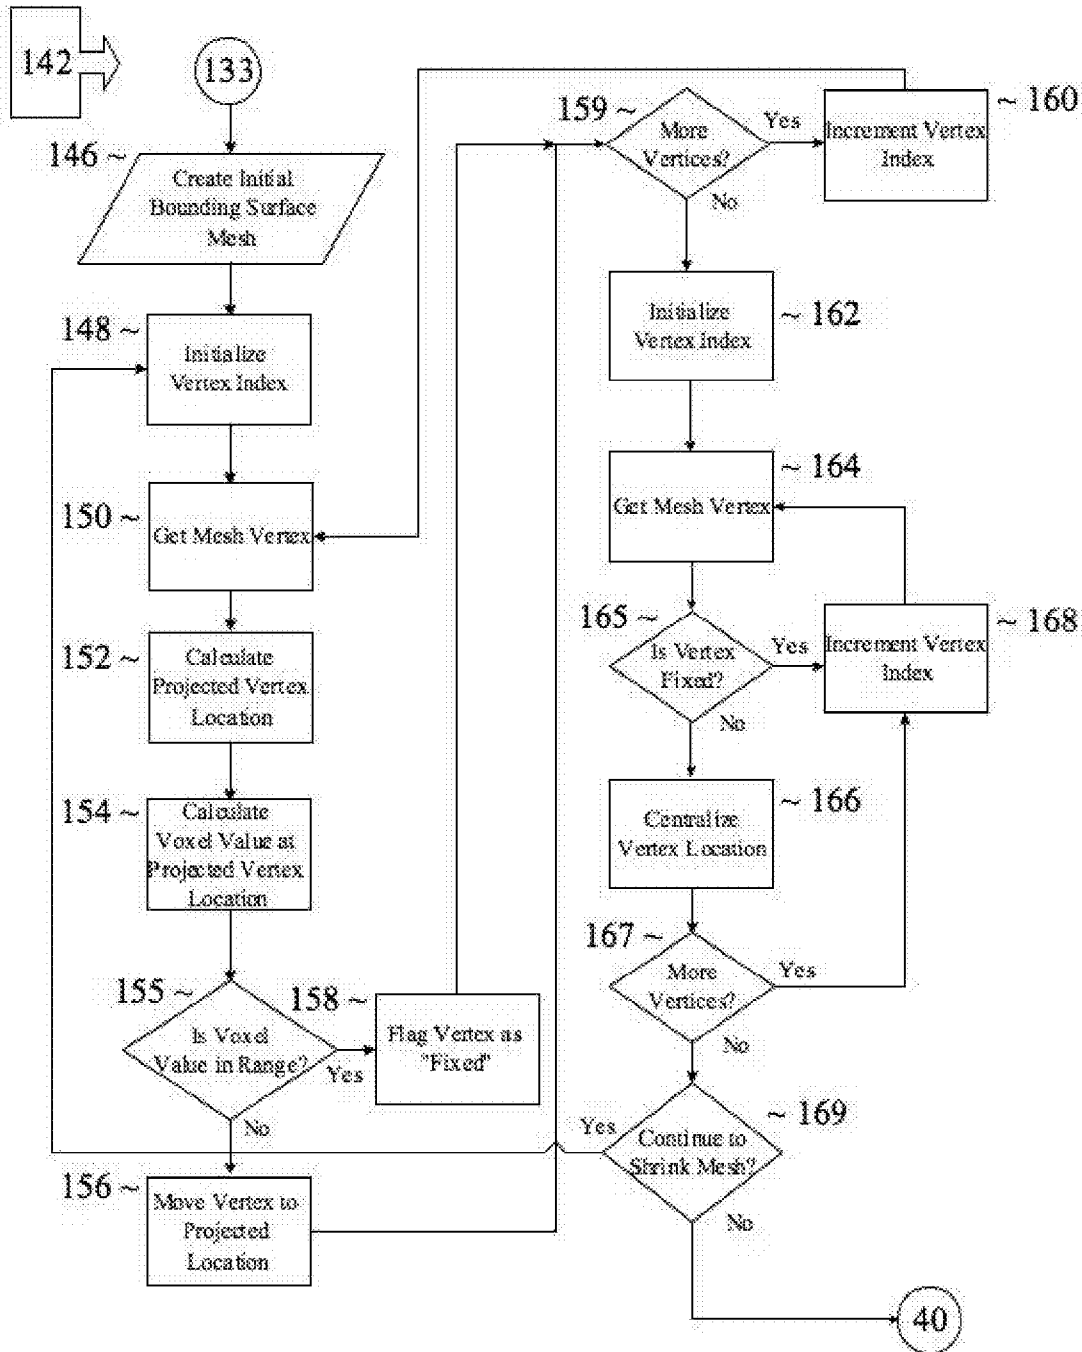 142
133
146 ~
Create Initial
Bounding Surface
Mesh
148 ~
Initialize
Vertex Index
150 ~
Get Mesh Vertex
152 ~
Calculate
Projected Vertex
Location
154 ~
Calculate
Voxel Value at
Projected Vertex
Location
155 ~
Is Voxel
Value in Range?
Yes
No
158 ~
Flag Vertex as
"Fixed"
156 ~
Move Vertex to
Projected
Location
159 ~
More
Vertices?
Yes
No
~ 160
Increment Vertex
Index
~ 162
Initialize
Vertex Index
~ 164
Get Mesh Vertex
165 ~
Is Vertex
Fixed?
Yes
No
~ 168
Increment Vertex
Index
~ 166
Centralize
Vertex Location
167 ~
More
Vertices?
Yes
No
~ 169
Continue to
Shrink Mesh?
Yes
No
40